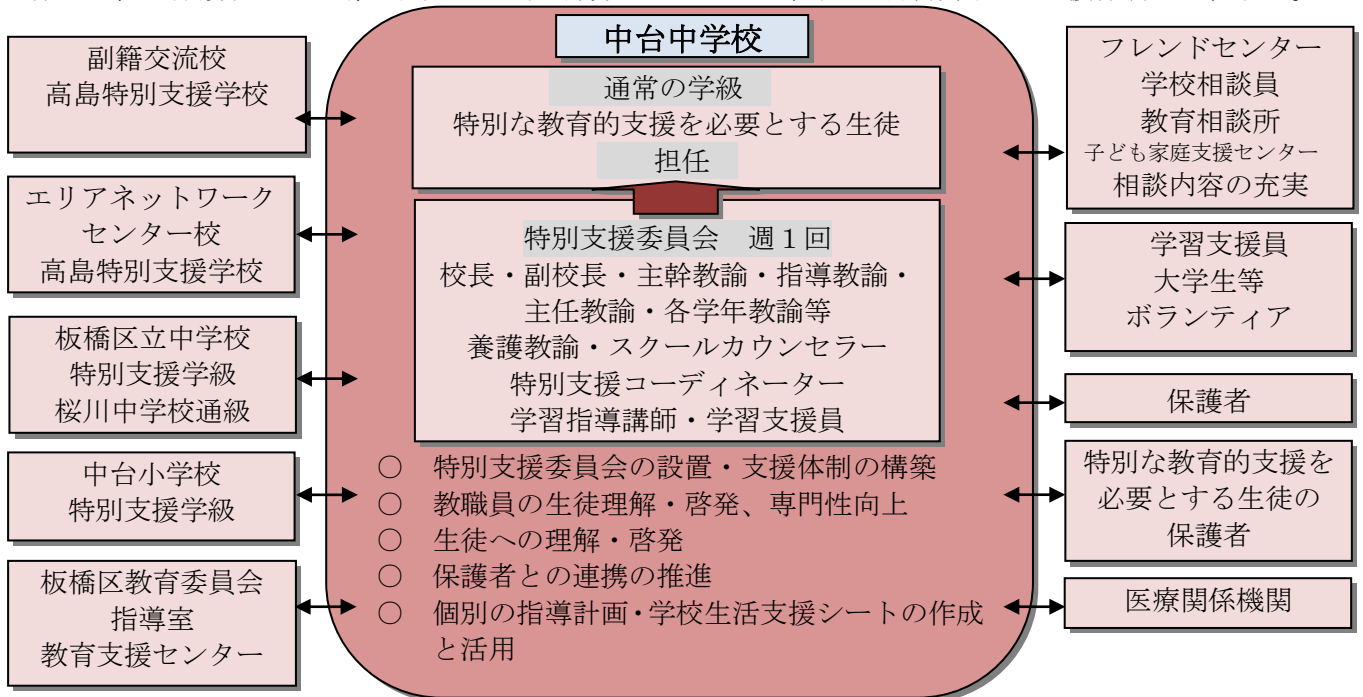 中台中学校
副籍交流校
高島特別支援学校
エリアネットワーク
センター校
高島特別支援学校
板橋区立中学校
特別支援学級
桜川中学校通級
中台小学校
特別支援学級
板橋区教育委員会
指導室
教育支援センター
通常の学級
特別な教育的支援を必要とする生徒
担任
特別支援委員会　週１回
校長・副校長・主幹教諭・指導教諭・
主任教諭・各学年教諭等
養護教諭・スクールカウンセラー
特別支援コーディネーター
学習指導講師・学習支援員
○　特別支援委員会の設置・支援体制の構築
○　教職員の生徒理解・啓発、専門性向上
○　生徒への理解・啓発
○　保護者との連携の推進
○　個別の指導計画・学校生活支援シートの作成
と活用
フレンドセンター
学校相談員
教育相談所
子ども家庭支援センター
相談内容の充実
学習支援員
大学生等
ボランティア
保護者
特別な教育的支援を
必要とする生徒の
保護者
医療関係機関